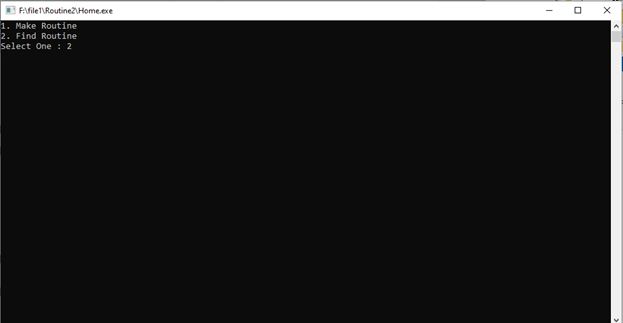 F:\file1\Routine2\Home.exe
1. Make Routine
2. Find Routine
Select One : 2